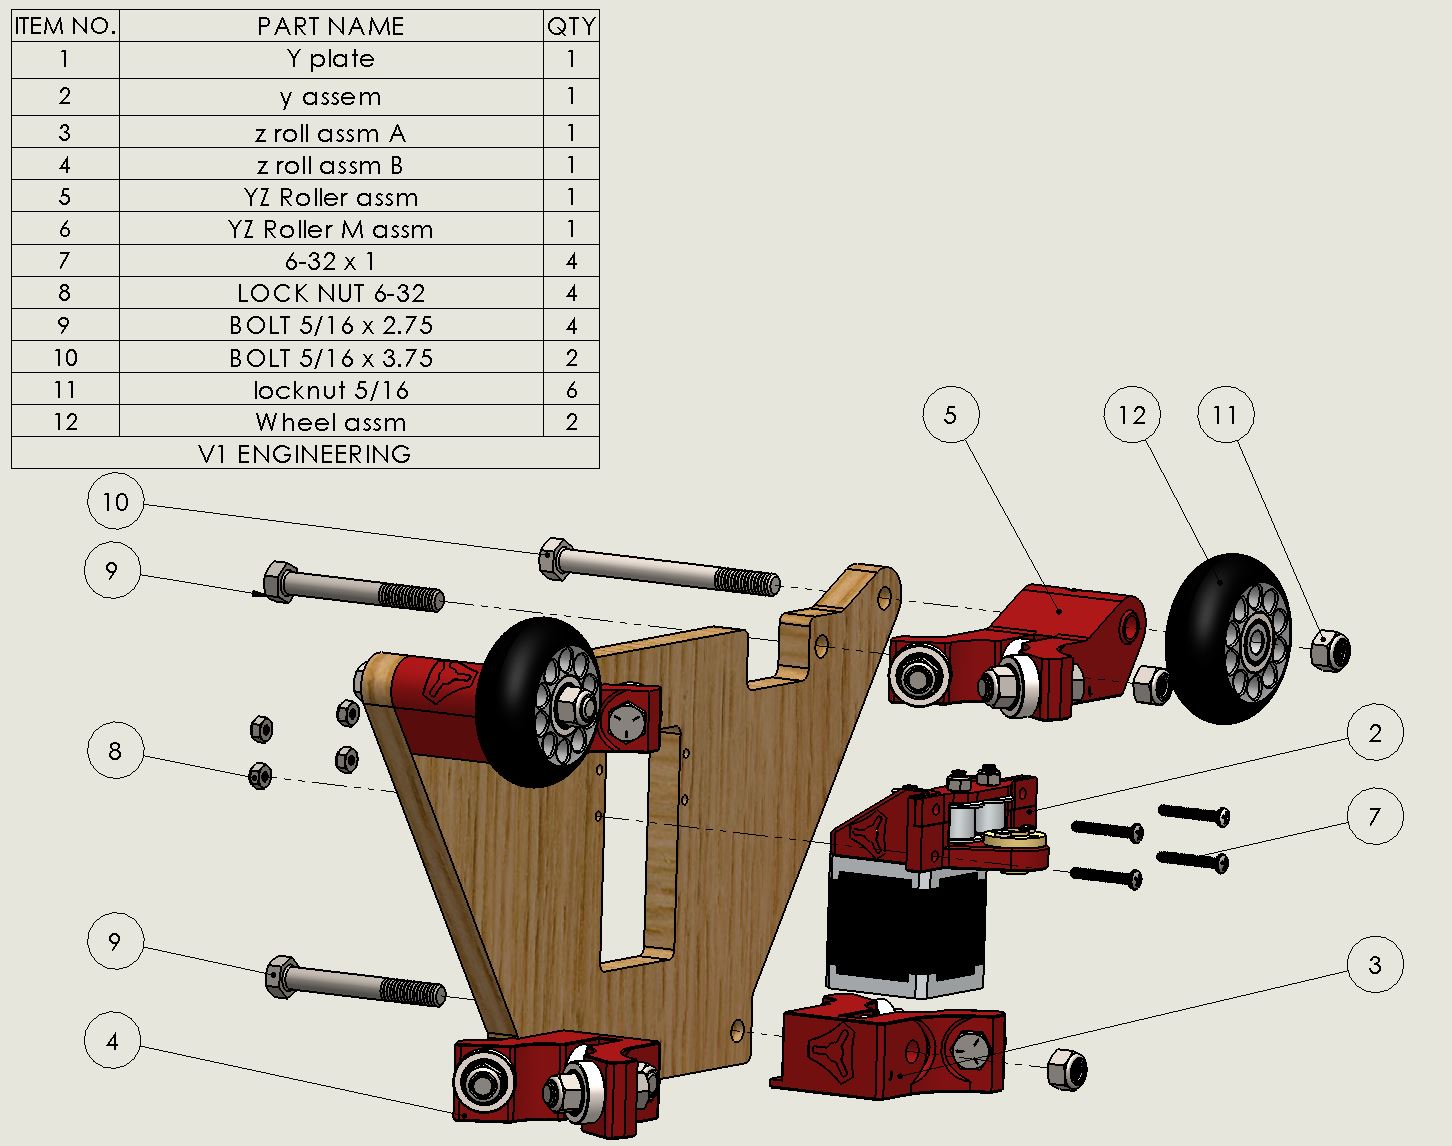 ITEM NO. PART NAME QTY
1 Y plate 1
2 y assem 1
3 z roll assm A 1
4 z roll assm B 1
5 YZ Roller assm 1
6 YZ Roller M assm 1
7 6-32 x 1 4
8 LOCK NUT 6-32 4
9 BOLT 5/16 x 2.75 4
10 BOLT 5/16 x 3.75 2
11 locknut 5/16 6
12 Wheel assm 2
V1 ENGINEERING
5 12 11
10
9
2
8
7
9
3
4